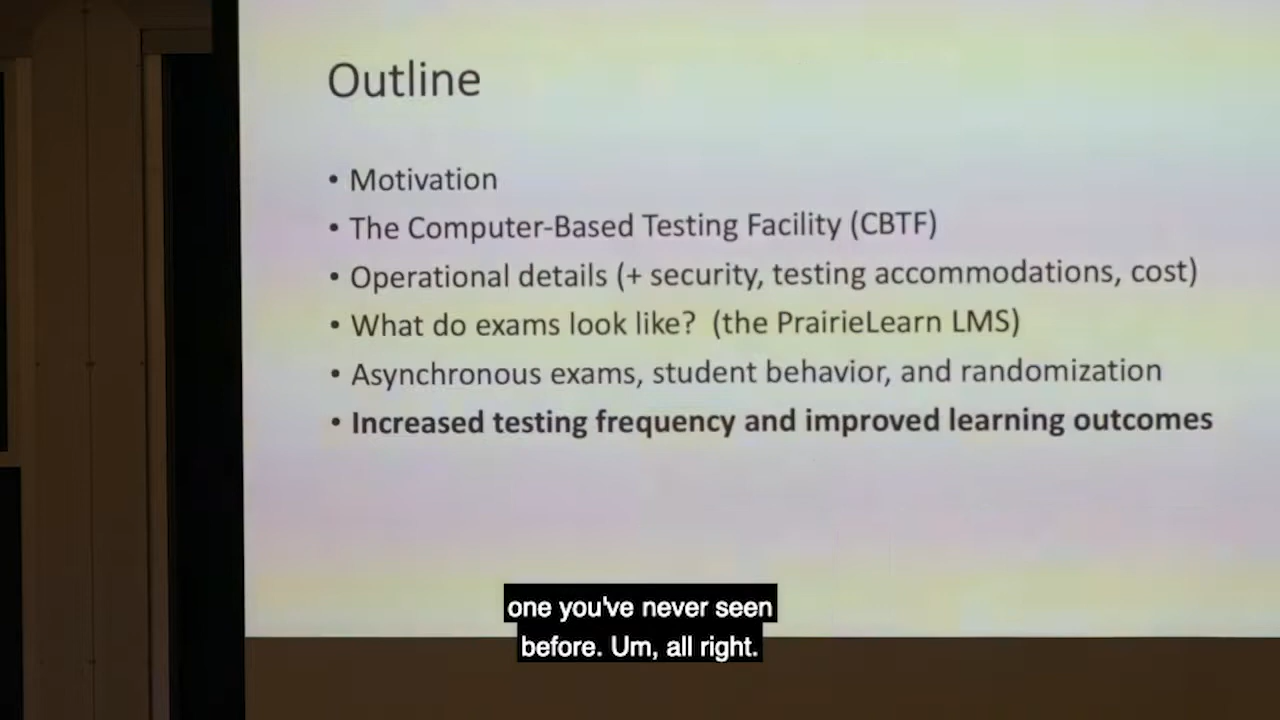 Outline
• Motivation
• The Computer-Based Testing Facility (CBTF)
• Operational details (+ security, testing accommodations, cost)
• What do exams look like? (the PrairieLearn LMS)
• Asynchronous exams, student behavior, and randomization
• Increased testing frequency and improved learning outcomes
one you've never seen
before. Um, all right.